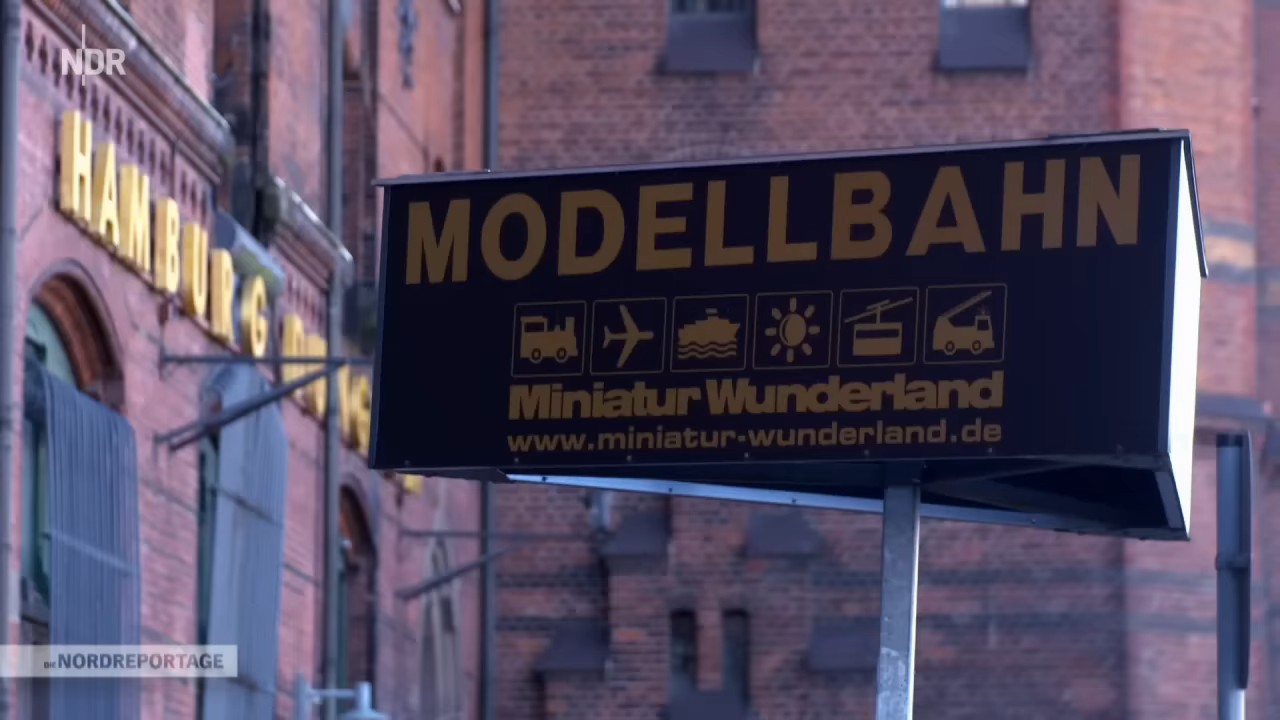 NDR
HAMBURG
MODELLBAHN
Miniatur Wunderland
www.miniatur-wunderland.de
DIE NORDREPORTAGE